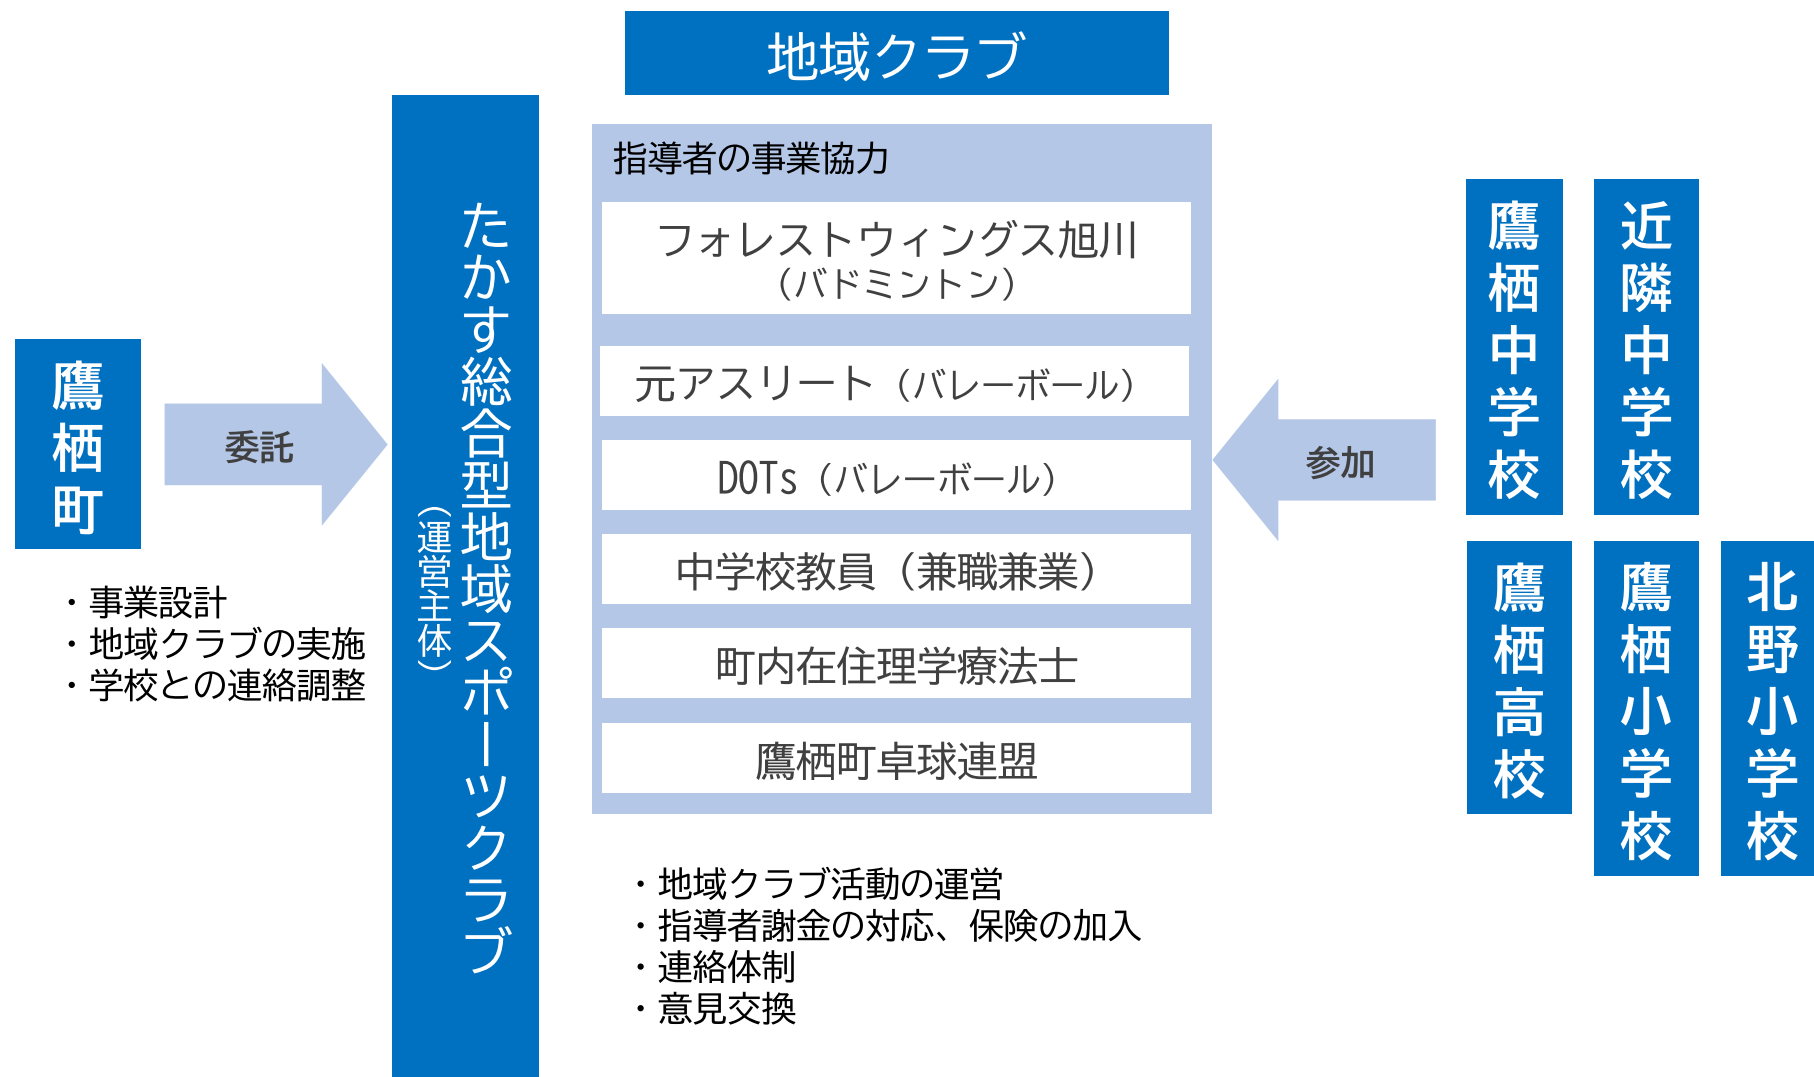 地域クラブ
鷹栖町
委託
・事業設計
・地域クラブの実施
・学校との連絡調整
たかす総合型地域スポーツクラブ
（運営主体）
指導者の事業協力
フォレストウィングス旭川
（バドミントン）
元アスリート（バレーボール）
DOTs（バレーボール）
中学校教員（兼職兼業）
町内在住理学療法士
鷹栖町卓球連盟
・地域クラブ活動の運営
・指導者謝金の対応、保険の加入
・連絡体制
・意見交換
参加
鷹栖中学校
近隣中学校
鷹栖高校
鷹栖小学校
北野小学校